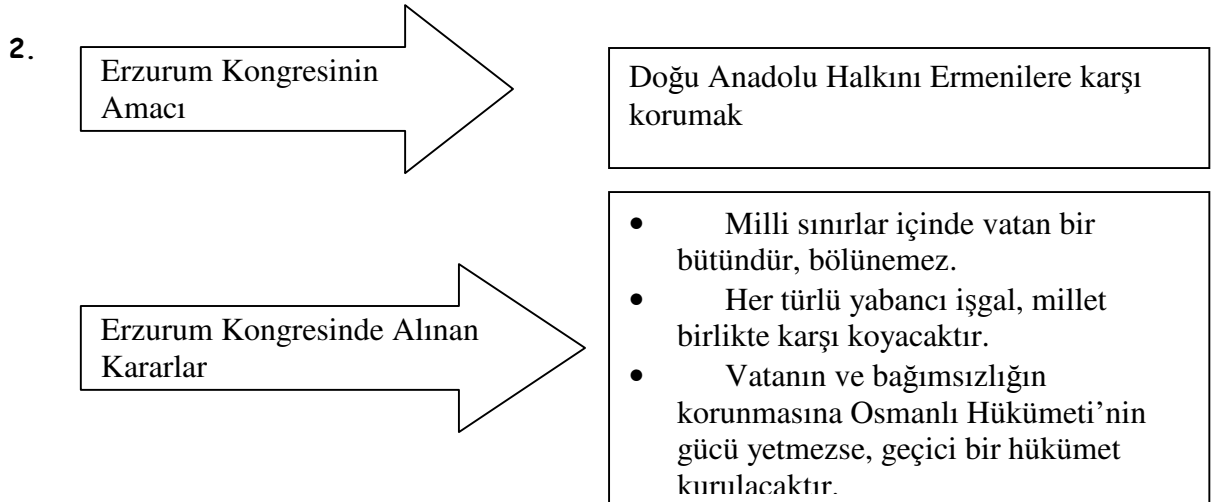 2.
Erzurum Kongresinin
Amacı
Doğu Anadolu Halkını Ermenilere karşı
korumak
Erzurum Kongresinde Alınan
Kararlar
• Milli sınırlar içinde vatan bir
bütündür, bölünemez.
• Her türlü yabancı işgal, millet
birlikte karşı koyacaktır.
• Vatanın ve bağımsızlığın
korunmasına Osmanlı Hükümeti’nin
gücü yetmezse, geçici bir hükümet
kurulacaktır.